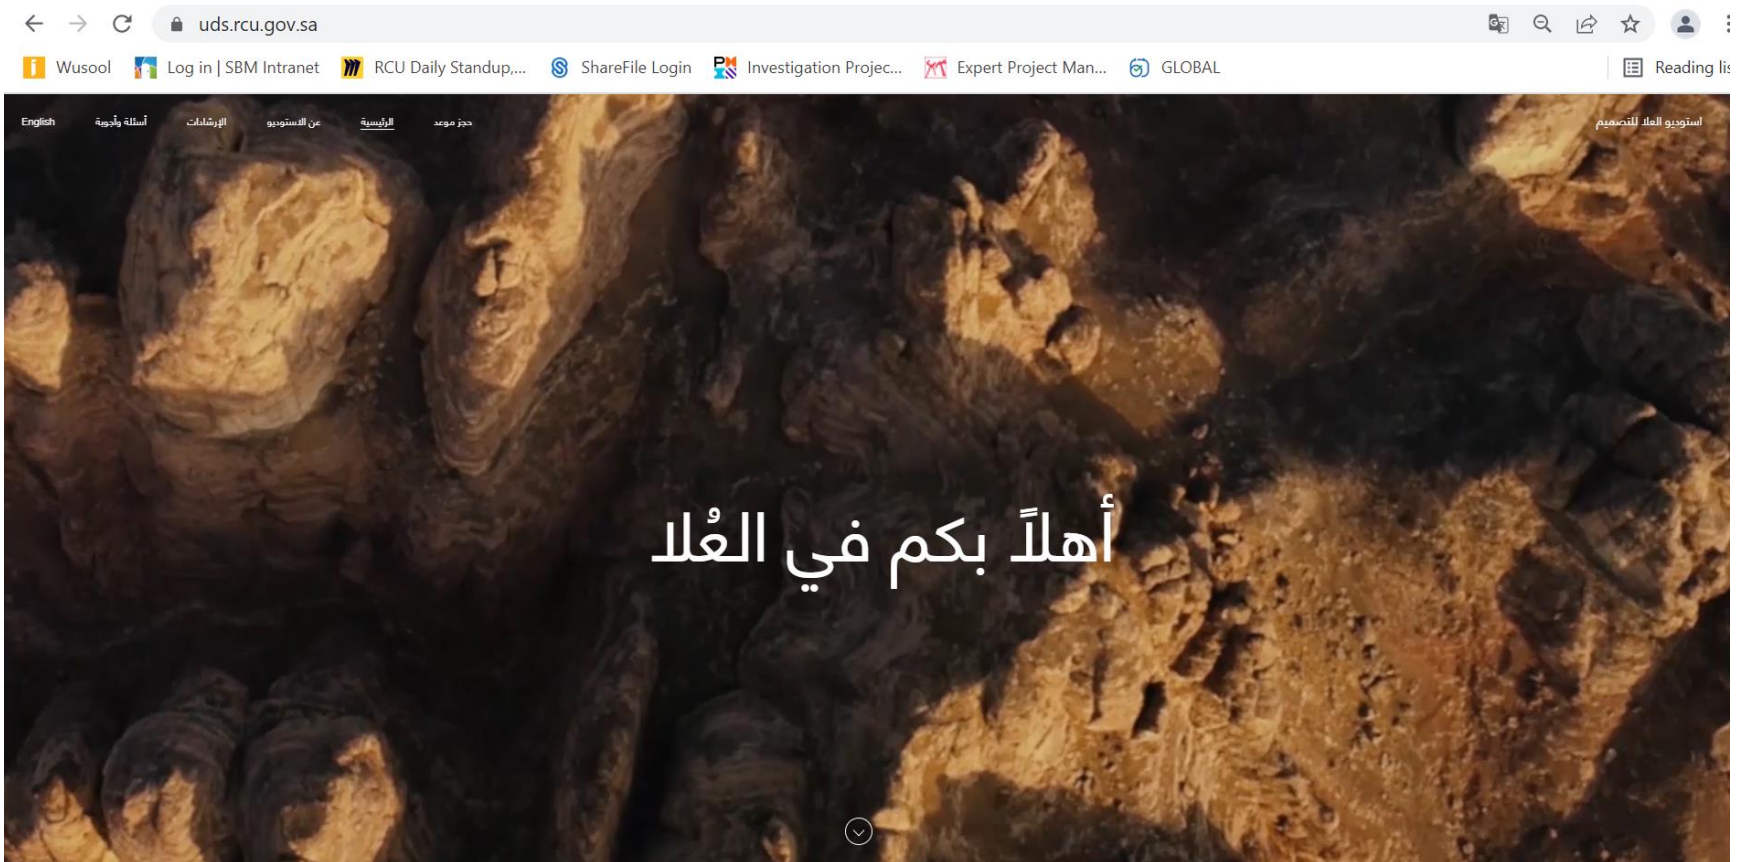 uds.rcu.gov.sa
Wusool
Log in | SBM Intranet
RCU Daily Standup,...
ShareFile Login
Investigation Projec...
Expert Project Man...
GLOBAL
Reading lis
استوديو العلا للتصميم
حجز موعد
الرئيسية
عن الاستوديو
الإرشادات
أسئلة وأجوبة
English
أهلاً بكم في العُلا